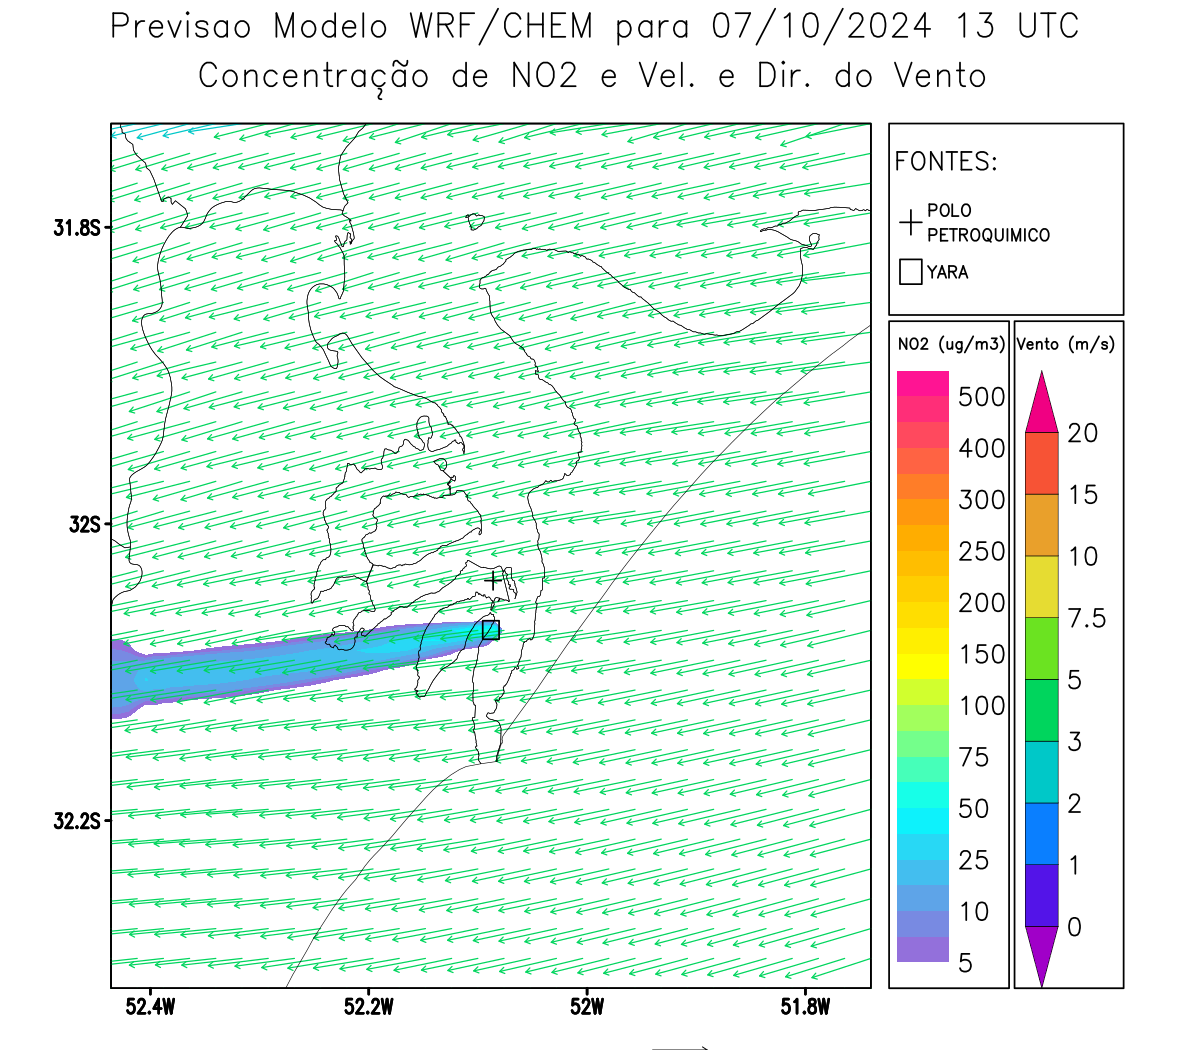 Previsao Modelo WRF/CHEM para 07/10/2024 13 UTC
Concentração de NO2 e Vel. e Dir. do Vento
FONTES:
POLO
PETROQUIMICO
YARA
NO2 (ug/m3)
500
400
300
250
200
150
100
75
50
25
10
5
Vento (m/s)
20
15
10
7.5
5
3
2
1
0
31.8S
32S
32.2S
52.4W
52.2W
52W
51.8W